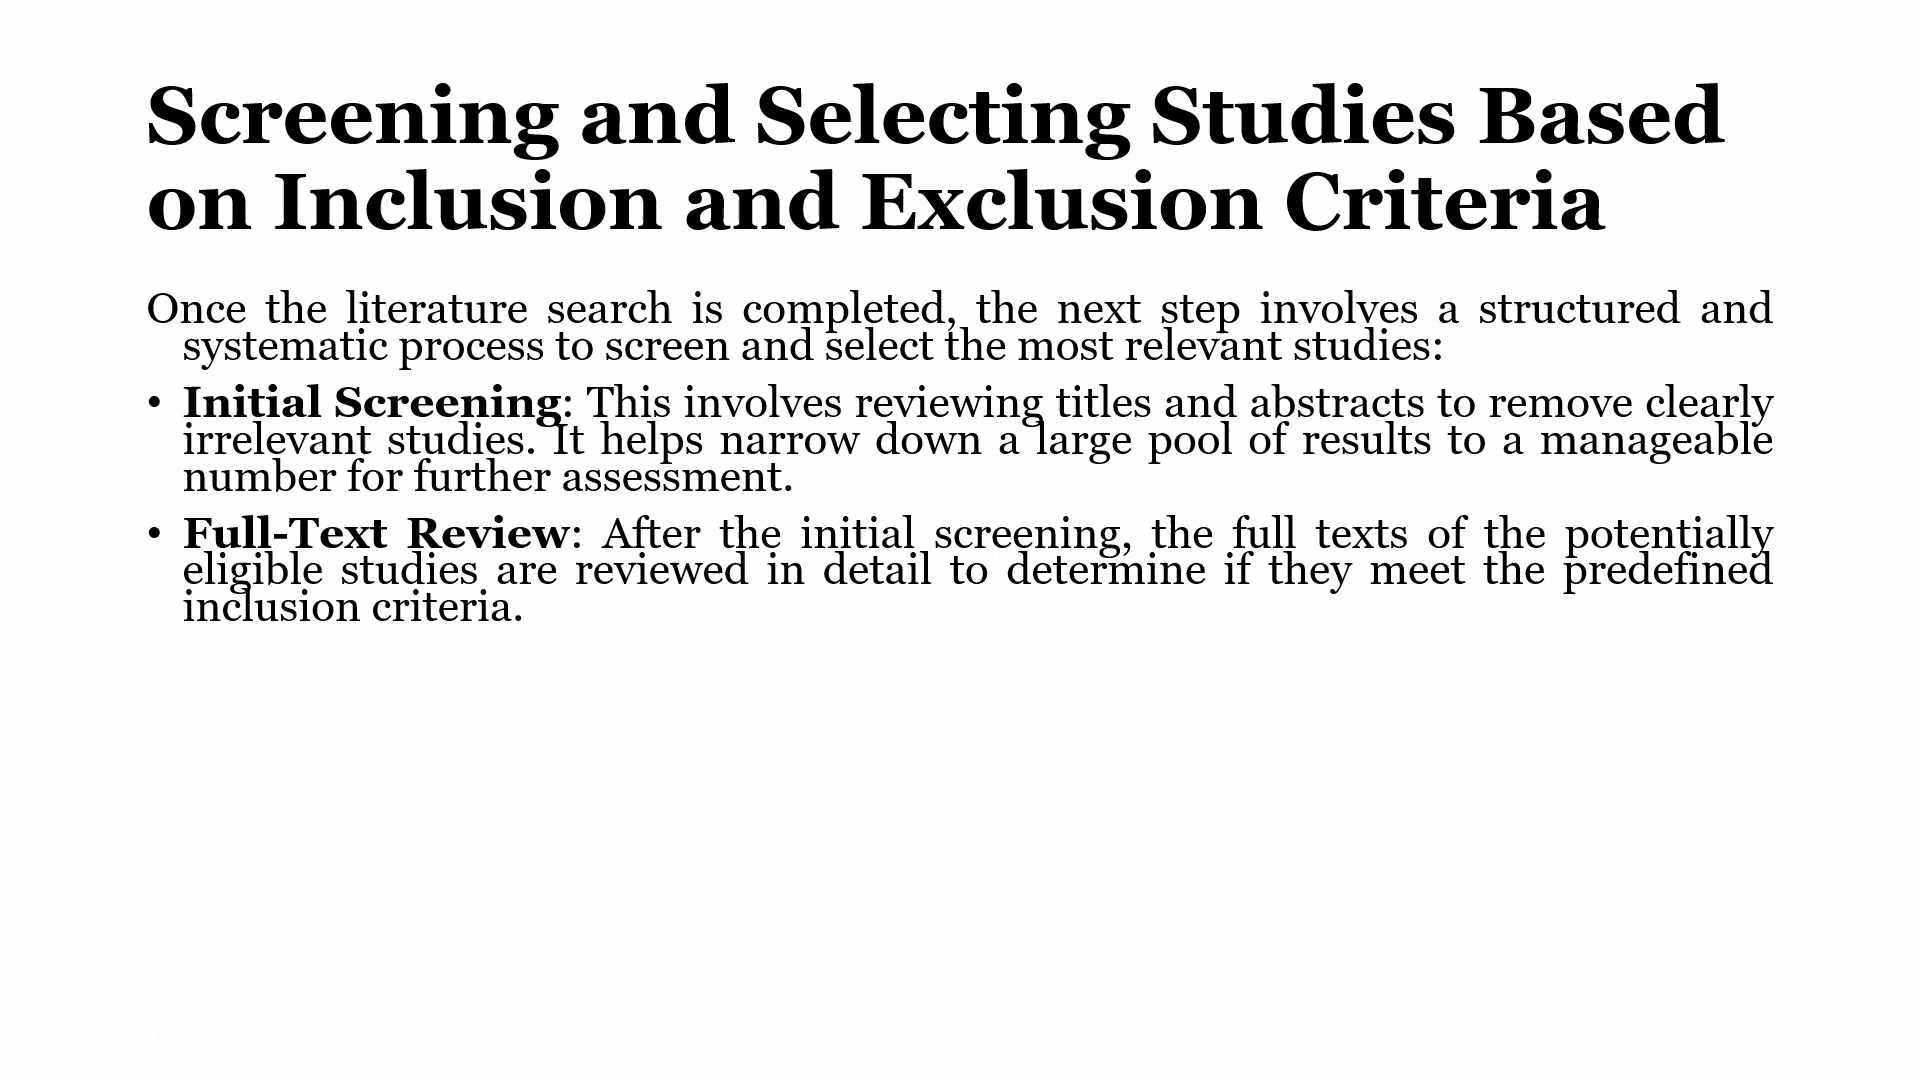 Screening and Selecting Studies Based
on Inclusion and Exclusion Criteria
Once the literature search is completed, the next step involves a structured and
systematic process to screen and select the most relevant studies:
• Initial Screening: This involves reviewing titles and abstracts to remove clearly
irrelevant studies. It helps narrow down a large pool of results to a manageable
number for further assessment.
• Full-Text Review: After the initial screening, the full texts of the potentially
eligible studies are reviewed in detail to determine if they meet the predefined
inclusion criteria.